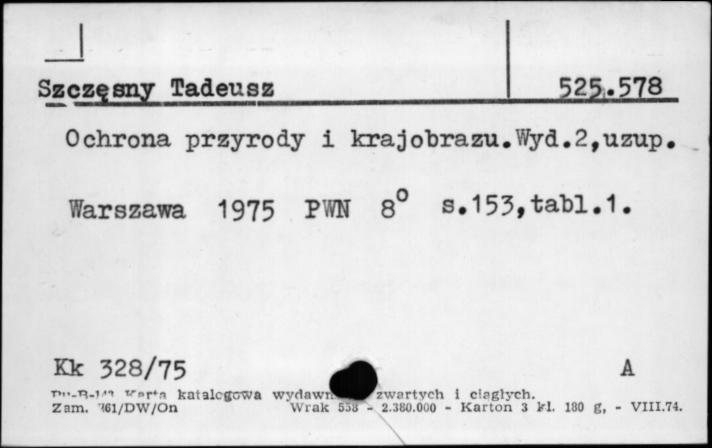 Szczęsny Tadeusz 525.578
Ochrona przyrody i krajobrazu.Wyd.2,uzup.
Warszawa 1975 PWN 8° s.153,tabl.1.
Kk 328/75 A
Karta katalogowa zwartych i ciągłych.
Zam. /DW/On Wrak 558 - 2.380.000 - Karton 3 kl. 180 g, - VIII.74.